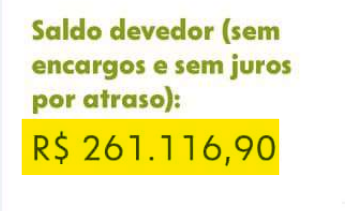 Saldo devedor (sem
encargos e sem juros
por atraso):
R$ 261.116,90